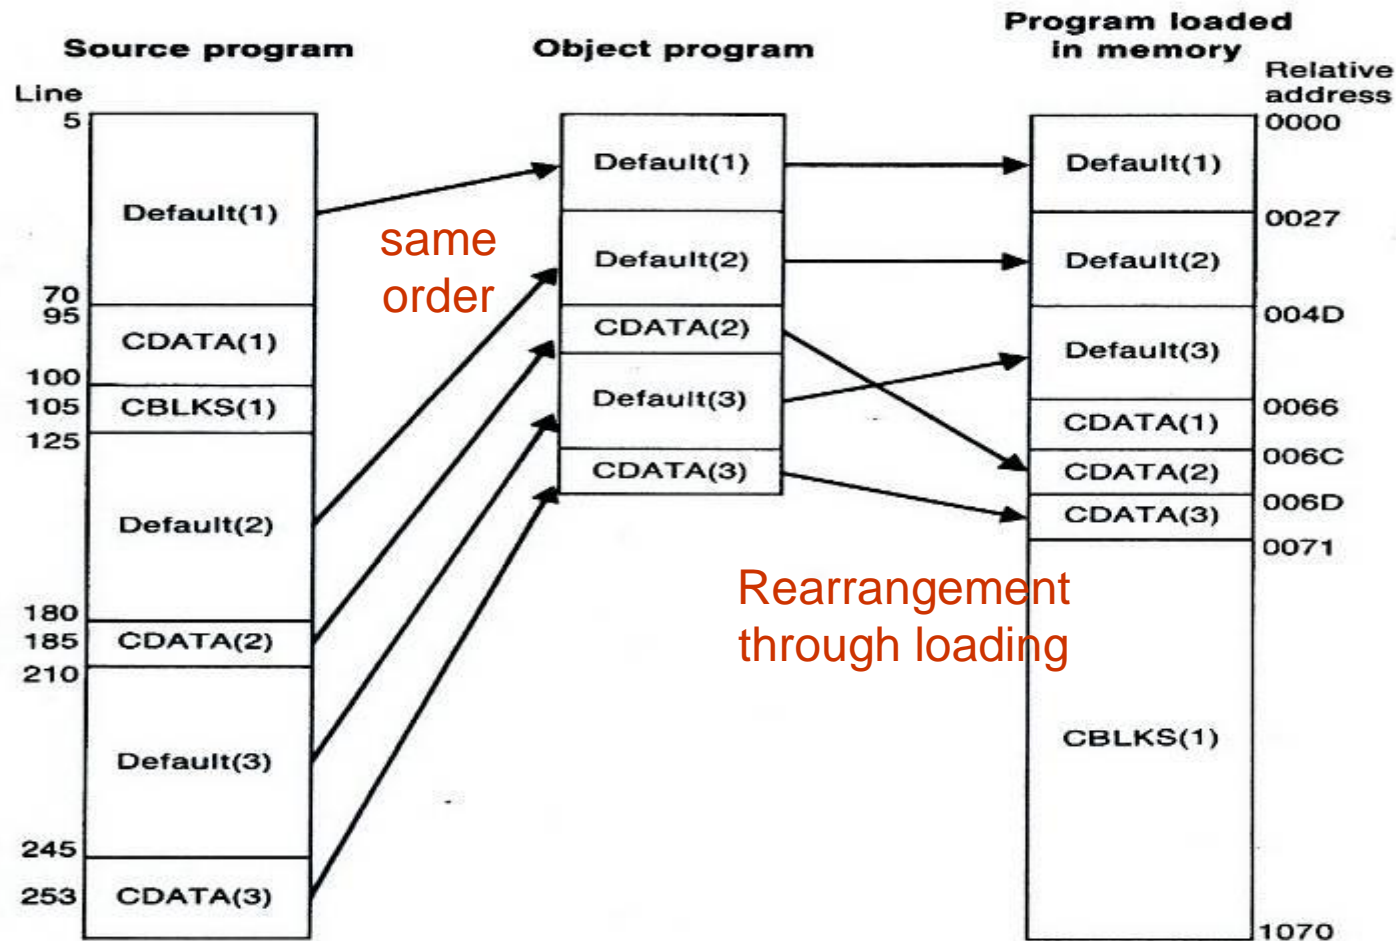 Source program
Object program
Program loaded
in memory
Relative
address
Line
5
Default(1)
70
95
CDATA(1)
100
105
CBLKS(1)
125
Default(2)
180
185
CDATA(2)
210
Default(3)
245
253
CDATA(3)
same
order
Default(1)
Default(2)
CDATA(2)
Default(3)
CDATA(3)
Rearrangement
through loading
0000
Default(1)
0027
Default(2)
004D
Default(3)
0066
CDATA(1)
006C
CDATA(2)
006D
CDATA(3)
0071
CBLKS(1)
1070